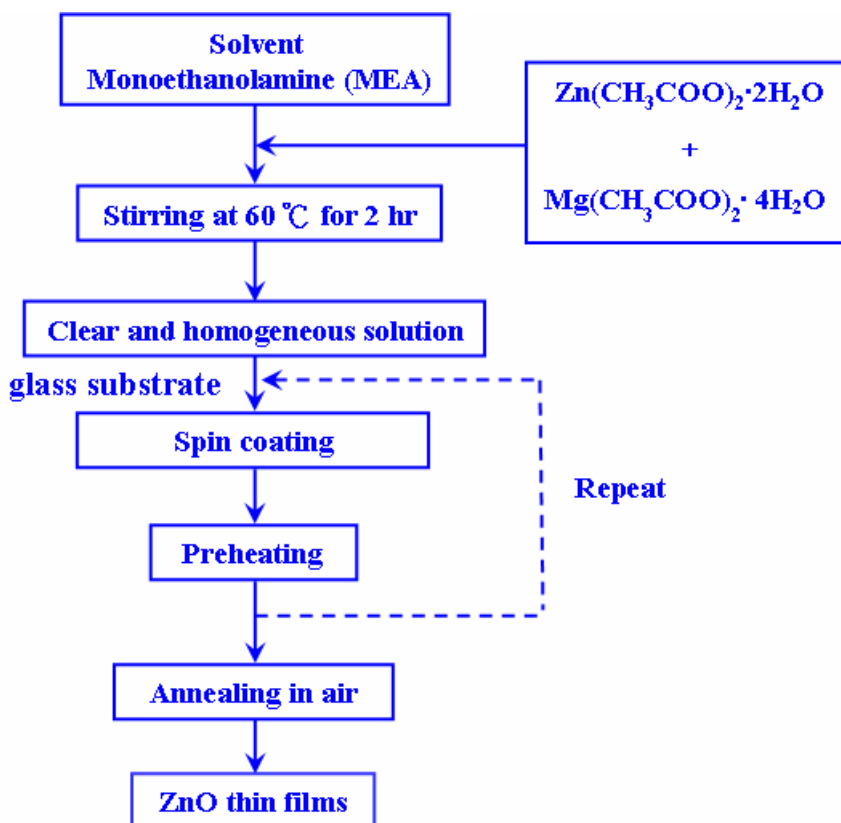 Solvent
Monoethanolamine (MEA)
Zn(CH₃COO)₂·2H₂O
+
Mg(CH₃COO)₂· 4H₂O
Stirring at 60 ℃ for 2 hr
Clear and homogeneous solution
glass substrate
Spin coating
Repeat
Preheating
Annealing in air
ZnO thin films